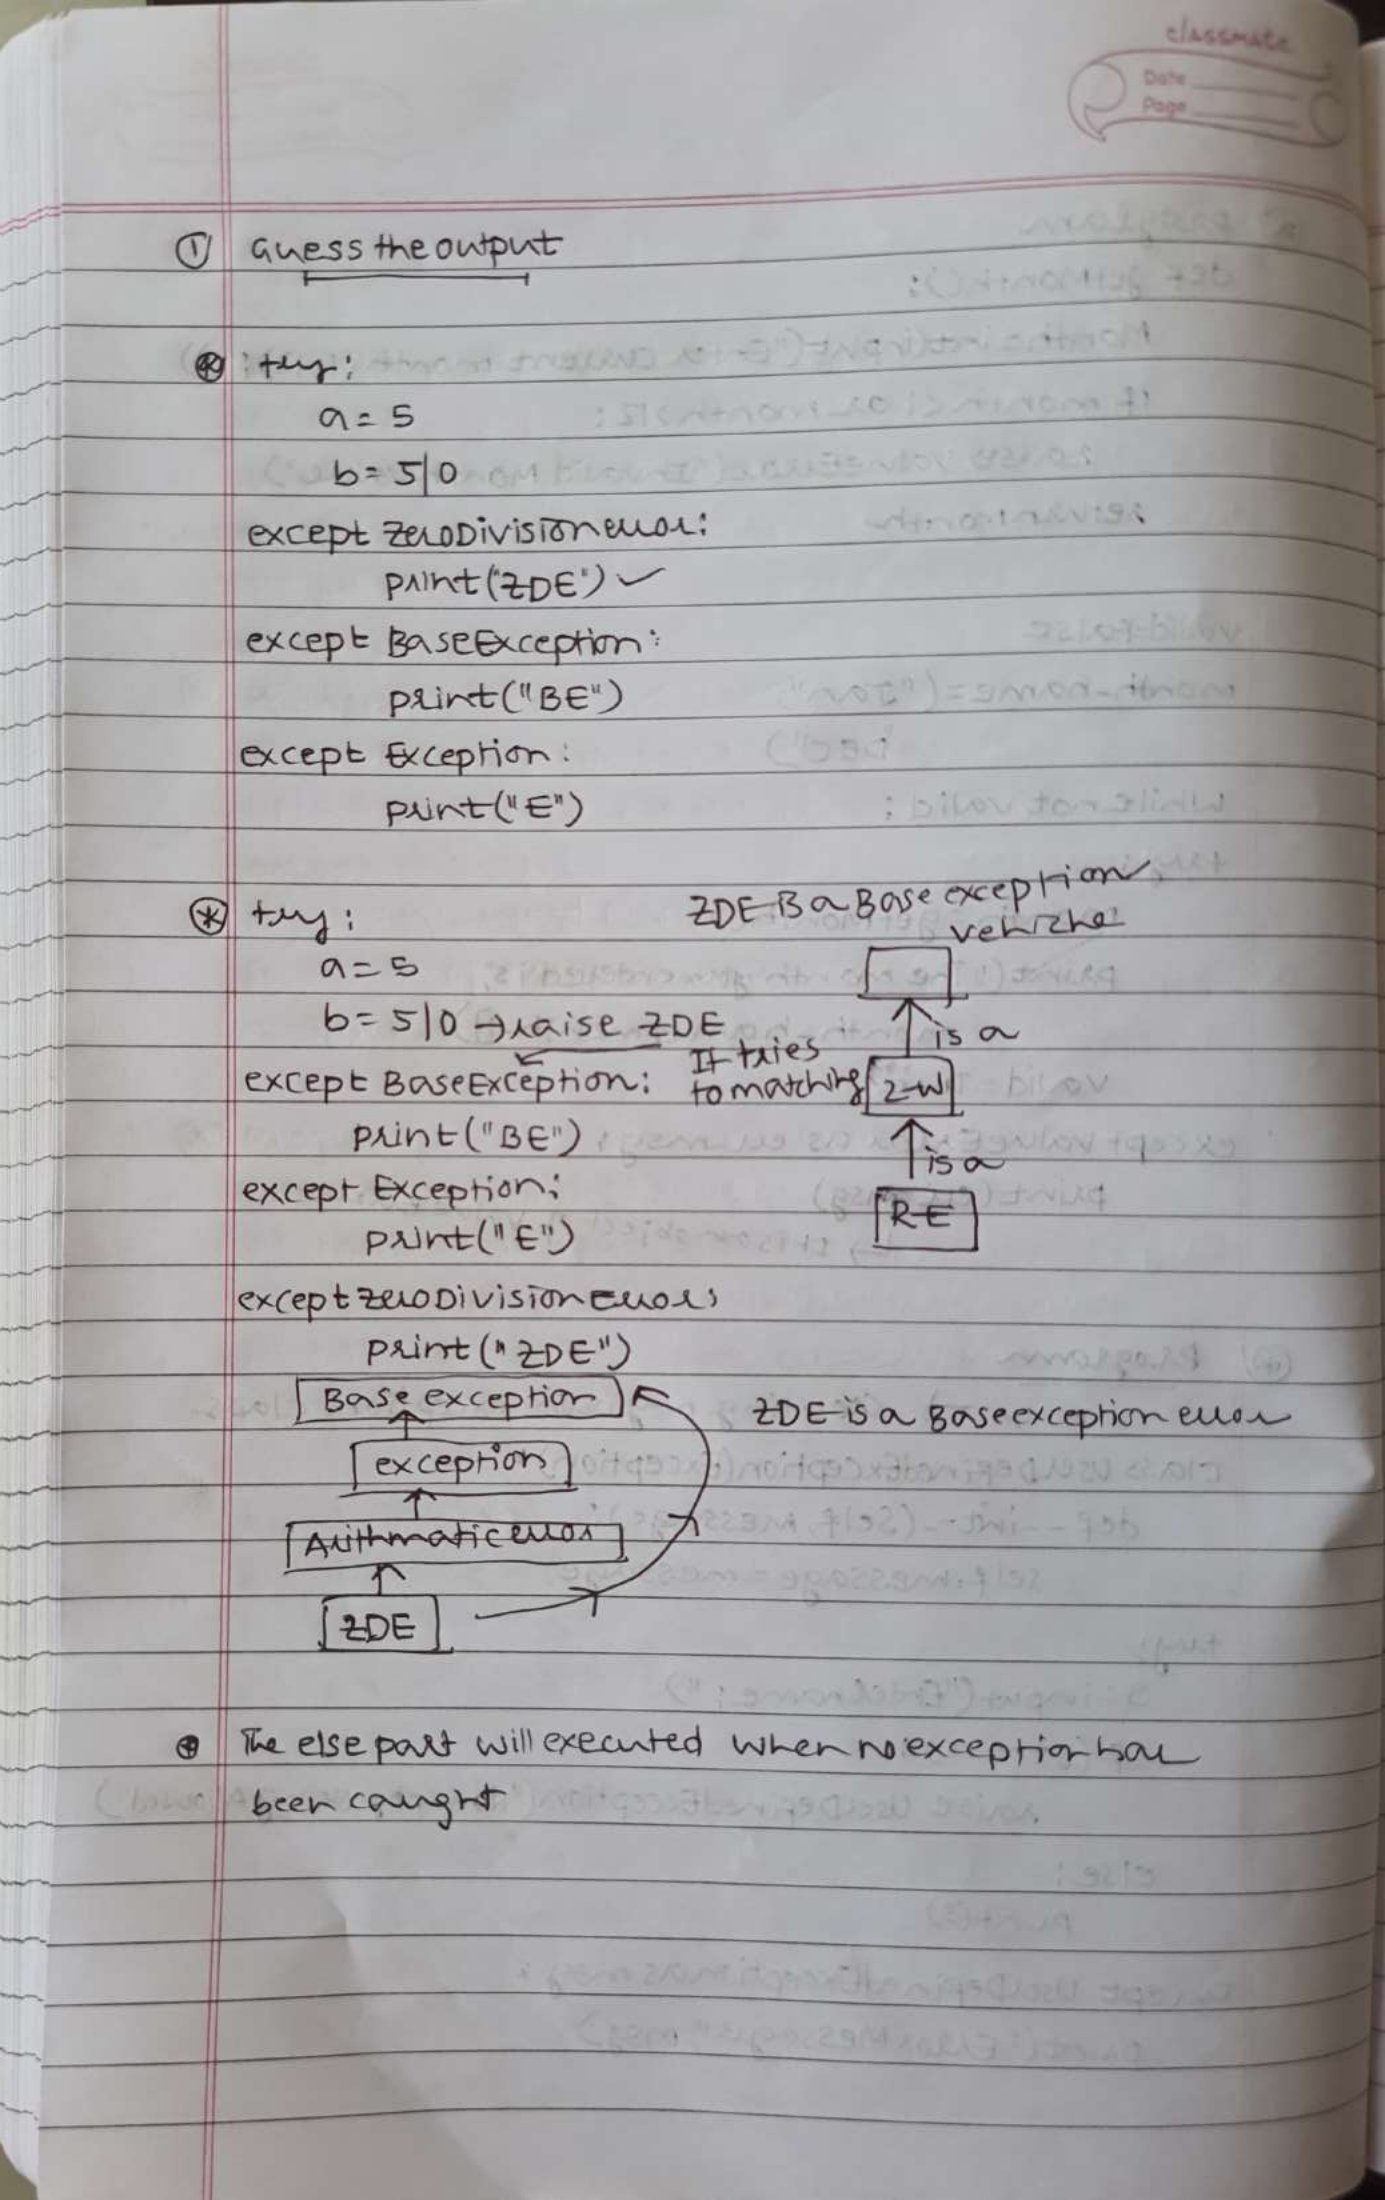 classmate
Date
Page
① Guess the output
⊛ try:
a = 5
b = 5/0
except ZeroDivisionerror:
print("ZDE") ✓
except BaseException:
print("BE")
except Exception:
print("E")
⊛ try:
ZDE is a Base exception
vehicle
a = 5
b = 5/0 → raise ZDE
is a
It tries
to matching
2-W
except BaseException:
print("BE")
is a
except Exception:
R-E
print("E")
except ZeroDivisionError:
print("ZDE")
Base exception
ZDE is a Baseexception error
exception
Arithmatic error
ZDE
The else part will executed when no exception has
been caught